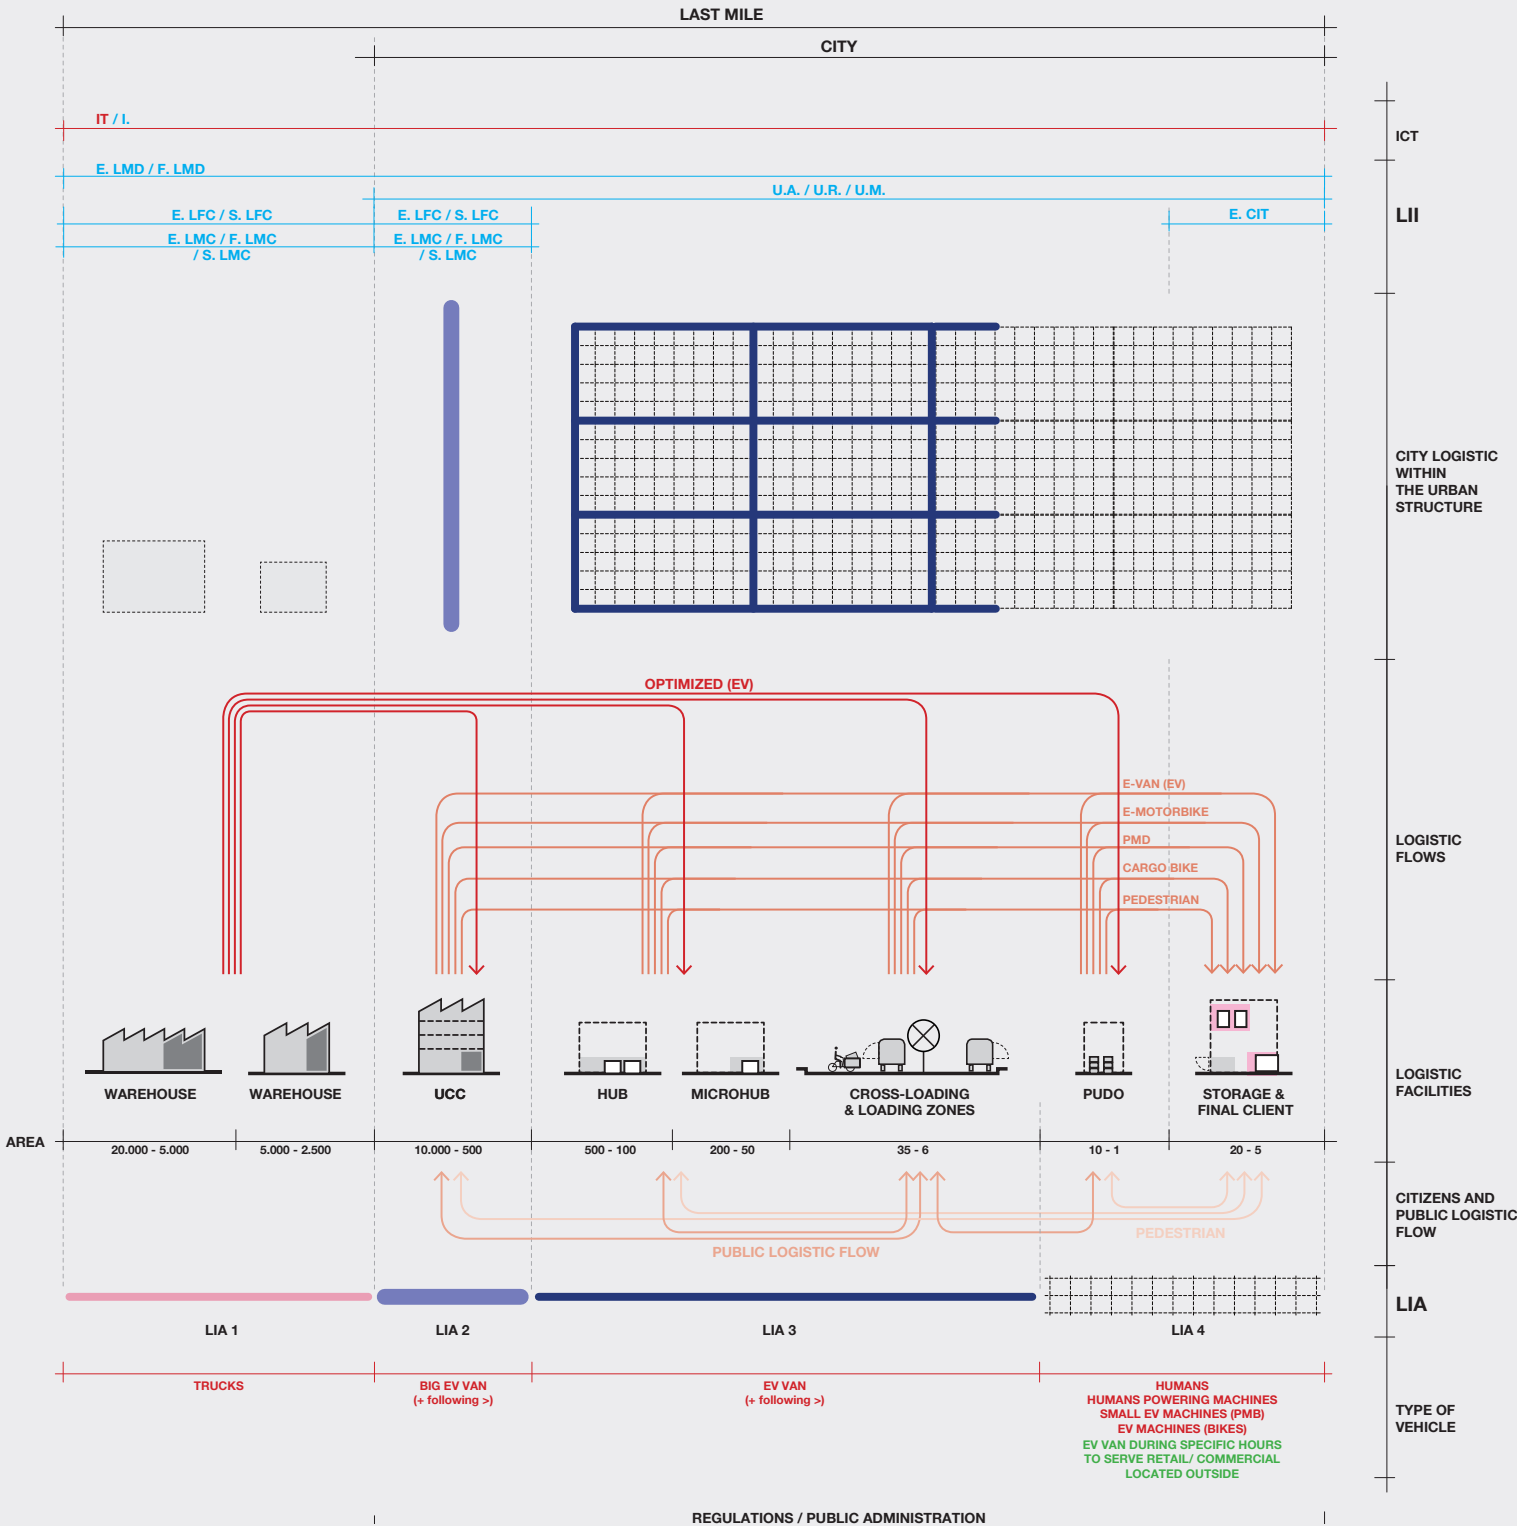 LAST MILE
CITY
IT / I.
ICT
E. LMD / F. LMD
U.A. / U.R. / U.M.
E. LFC / S. LFC
E. LFC / S. LFC
E. CIT
LII
E. LMC / F. LMC
/ S. LMC
E. LMC / F. LMC
/ S. LMC
CITY LOGISTIC
WITHIN
THE URBAN
STRUCTURE
OPTIMIZED (EV)
E-VAN (EV)
E-MOTORBIKE
PMD
CARGO BIKE
PEDESTRIAN
LOGISTIC
FLOWS
WAREHOUSE
WAREHOUSE
UCC
HUB
MICROHUB
CROSS-LOADING
& LOADING ZONES
PUDO
STORAGE &
FINAL CLIENT
LOGISTIC
FACILITIES
AREA
20.000 - 5.000
5.000 - 2.500
10.000 - 500
500 - 100
200 - 50
35 - 6
10 - 1
20 - 5
PUBLIC LOGISTIC FLOW
PEDESTRIAN
CITIZENS AND
PUBLIC LOGISTIC
FLOW
LIA 1
LIA 2
LIA 3
LIA 4
LIA
TRUCKS
BIG EV VAN
(+ following >)
EV VAN
(+ following >)
HUMANS
HUMANS POWERING MACHINES
SMALL EV MACHINES (PMB)
EV MACHINES (BIKES)
EV VAN DURING SPECIFIC HOURS
TO SERVE RETAIL/ COMMERCIAL
LOCATED OUTSIDE
TYPE OF
VEHICLE
REGULATIONS / PUBLIC ADMINISTRATION